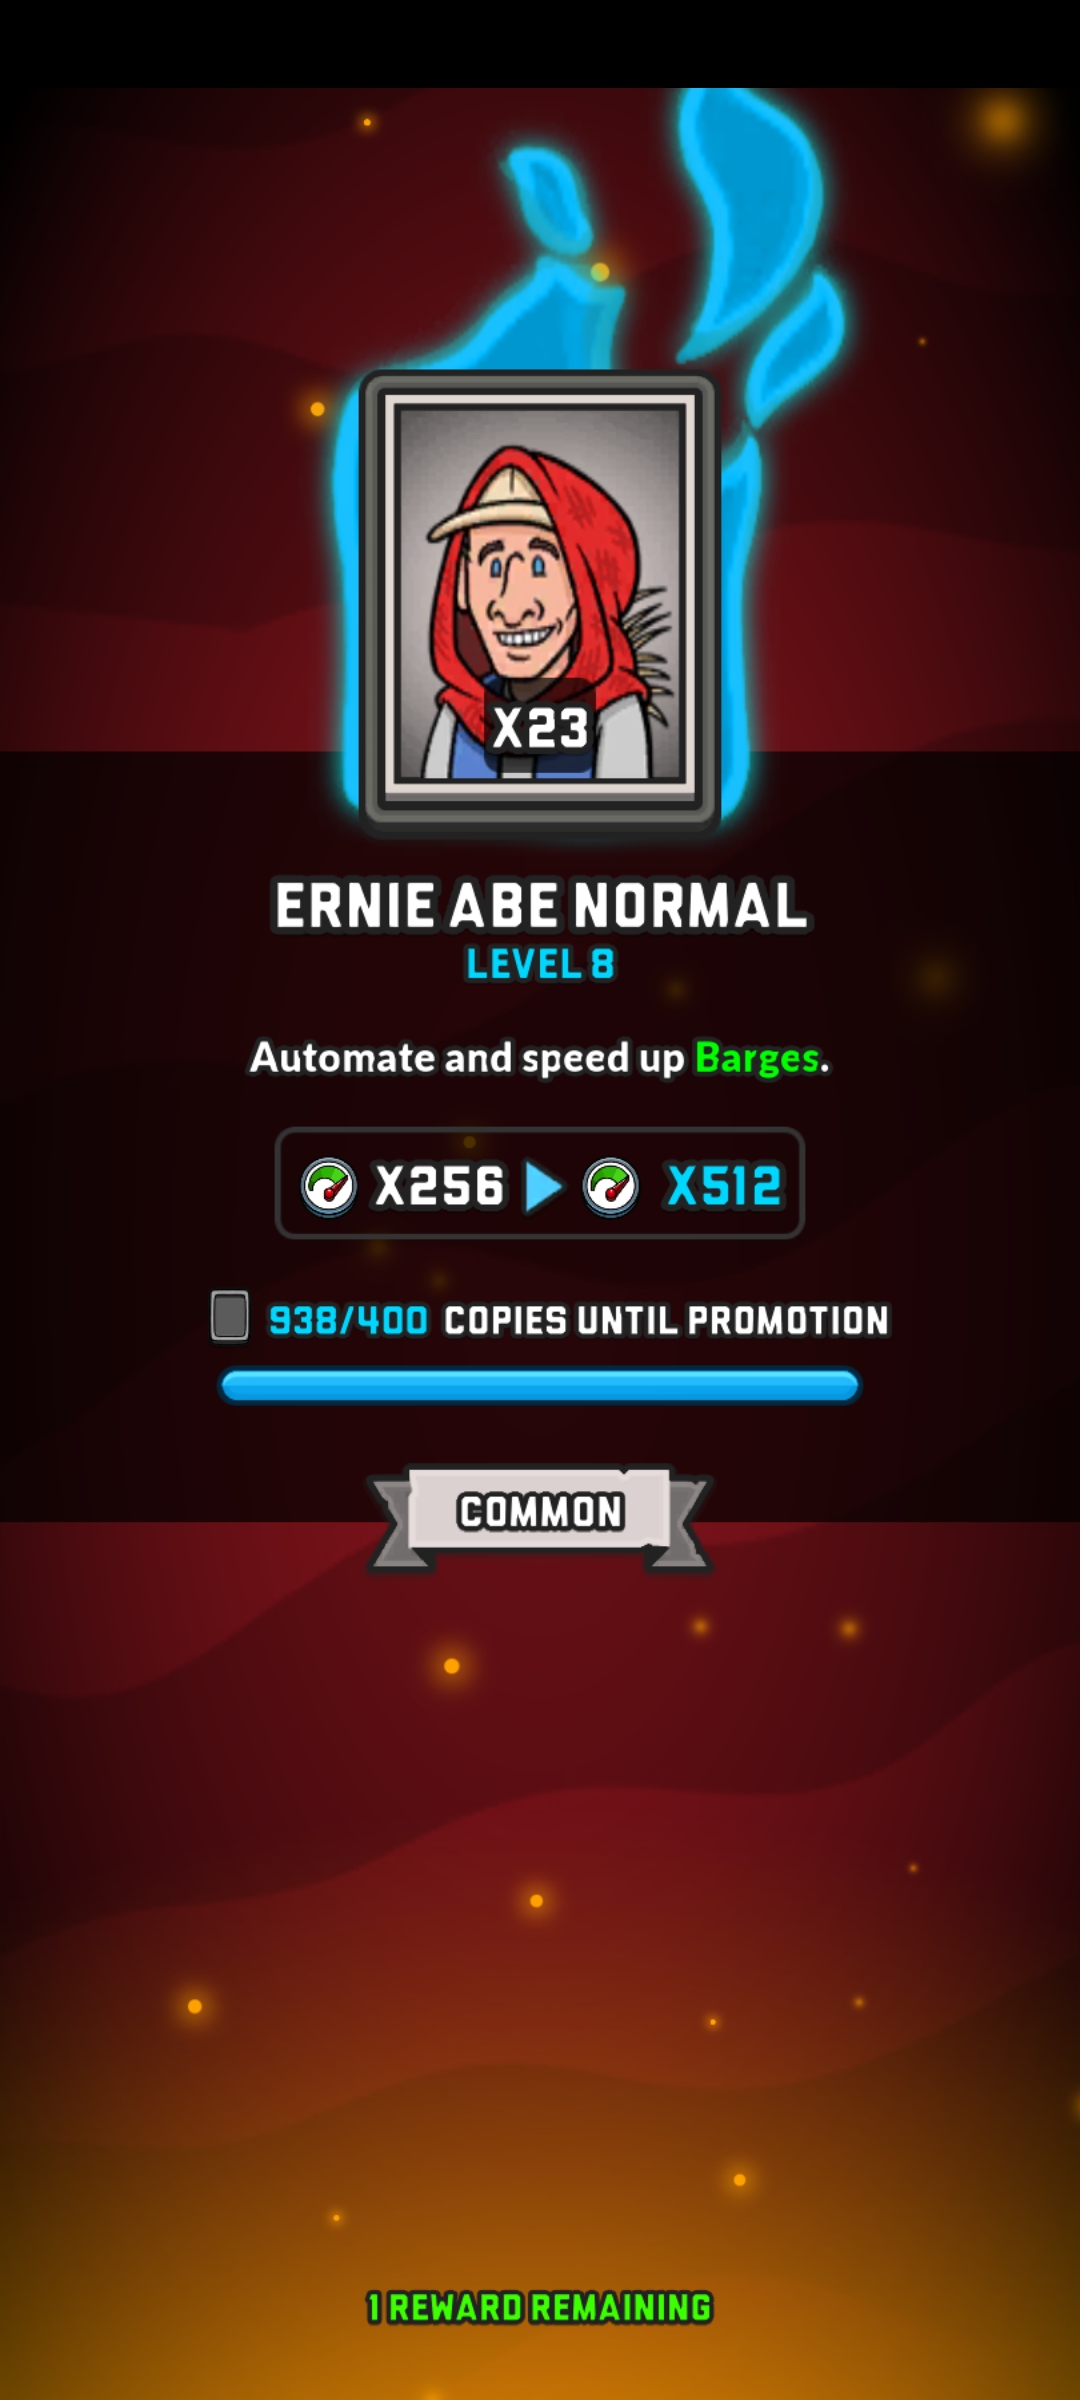 X23
ERNIE ABE NORMAL
LEVEL 8
Automate and speed up Barges.
X256 X512
938/400 COPIES UNTIL PROMOTION
COMMON
1 REWARD REMAINING